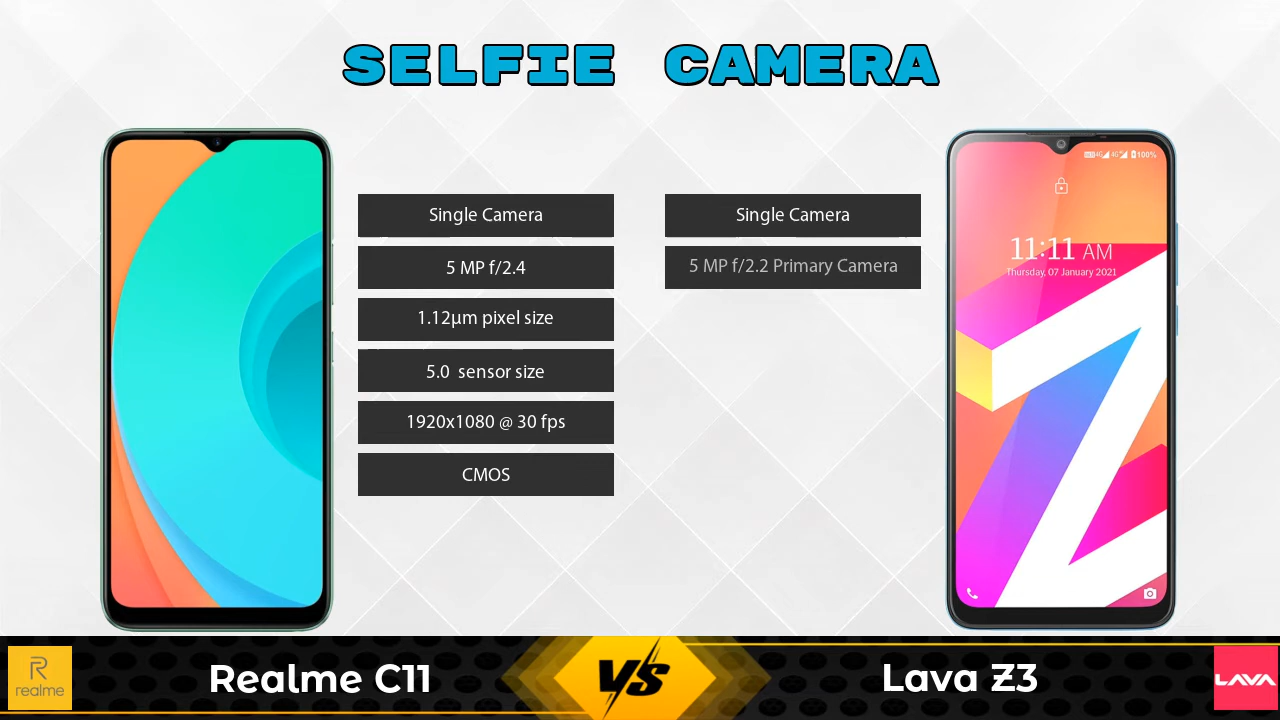 SELFIE CAMERA
Single Camera
5 MP f/2.4
1.12µm pixel size
5.0 sensor size
1920x1080 @ 30 fps
CMOS
Single Camera
5 MP f/2.2 Primary Camera
100%
11:11 AM
Thursday, 07 January 2021
realme
Realme C11
VS
Lava Z3
LAVA